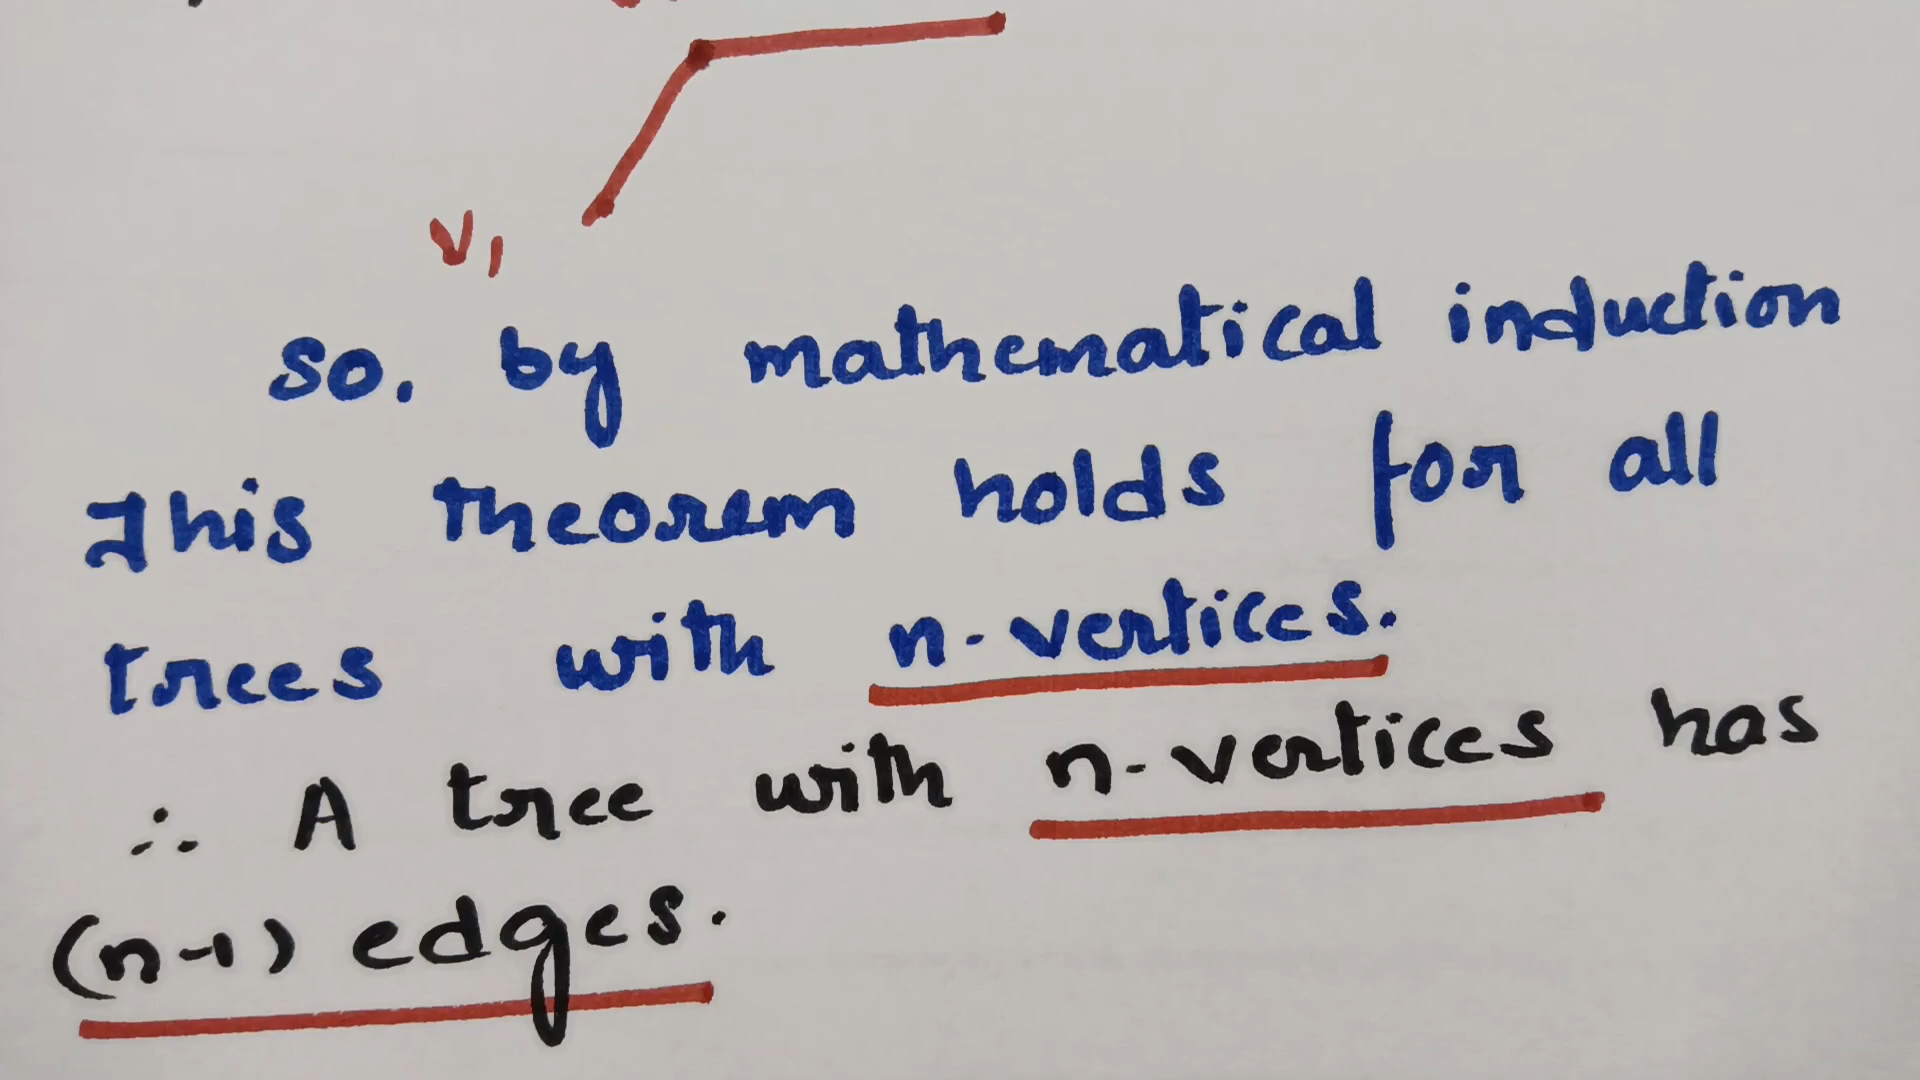 V1
so. by mathematical induction
This theorem holds for all
trees with n-vertices.
∴ A tree with n-vertices has
(n-1) edges.